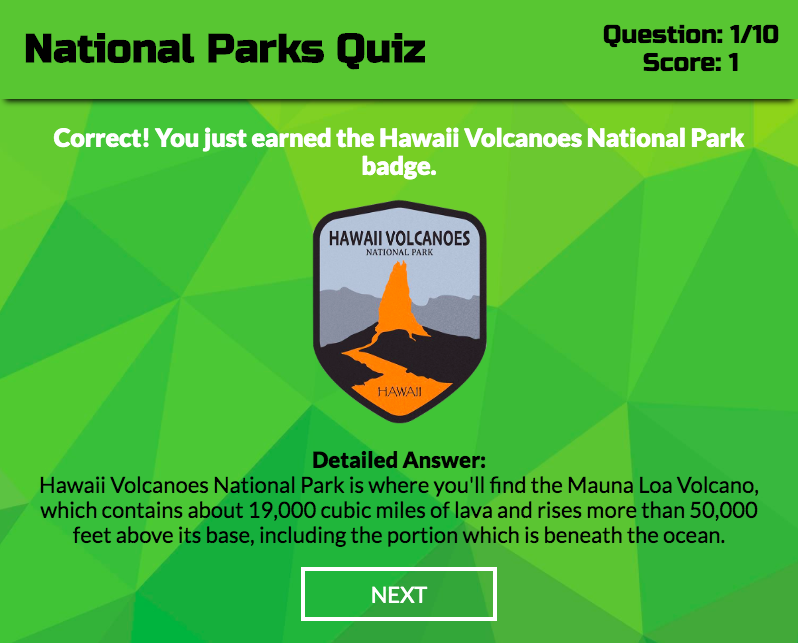 National Parks Quiz
Question: 1/10
Score: 1
Correct! You just earned the Hawaii Volcanoes National Park
badge.
HAWAII VOLCANOES
NATIONAL PARK
HAWAII
Detailed Answer:
Hawaii Volcanoes National Park is where you'll find the Mauna Loa Volcano,
which contains about 19,000 cubic miles of lava and rises more than 50,000
feet above its base, including the portion which is beneath the ocean.
NEXT